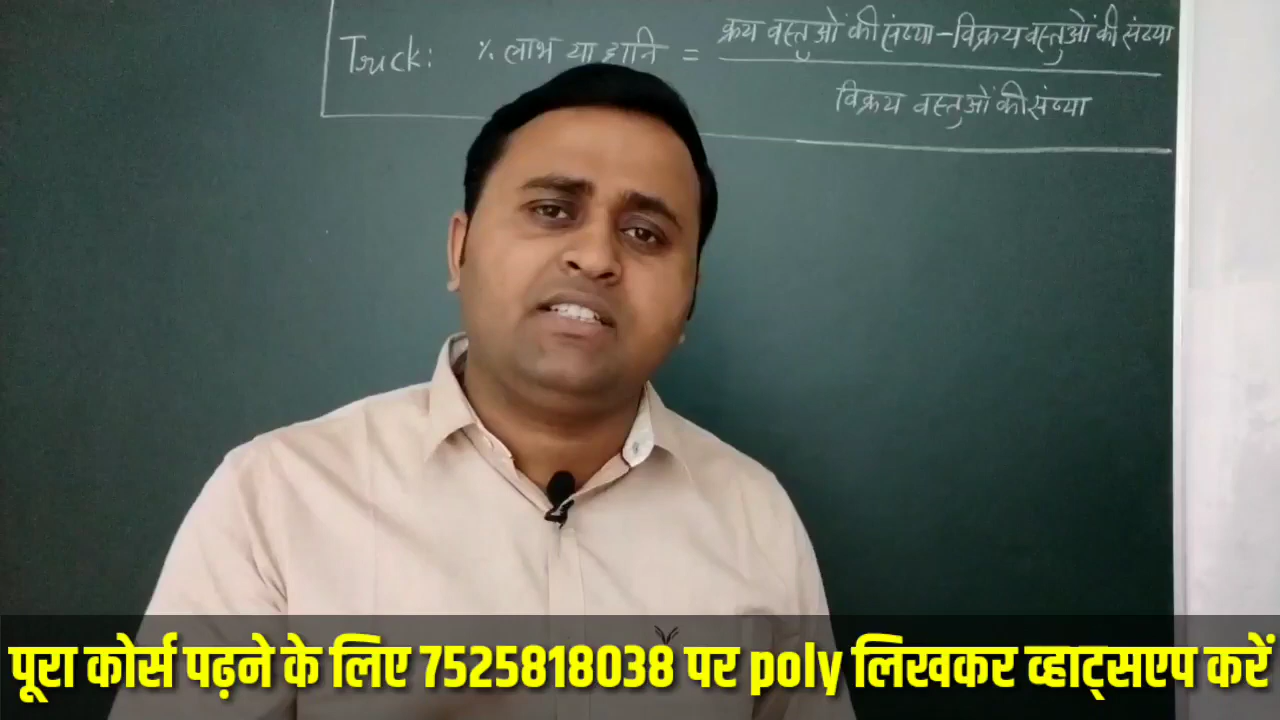 Trick: % लाभ या हानि = क्रय वस्तुओं की संख्या - विक्रय वस्तुओं की संख्या
विक्रय वस्तुओं की संख्या
पूरा कोर्स पढ़ने के लिए 7525818038 पर poly लिखकर व्हाट्सएप करें